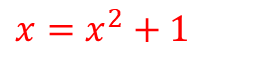 x = x² + 1